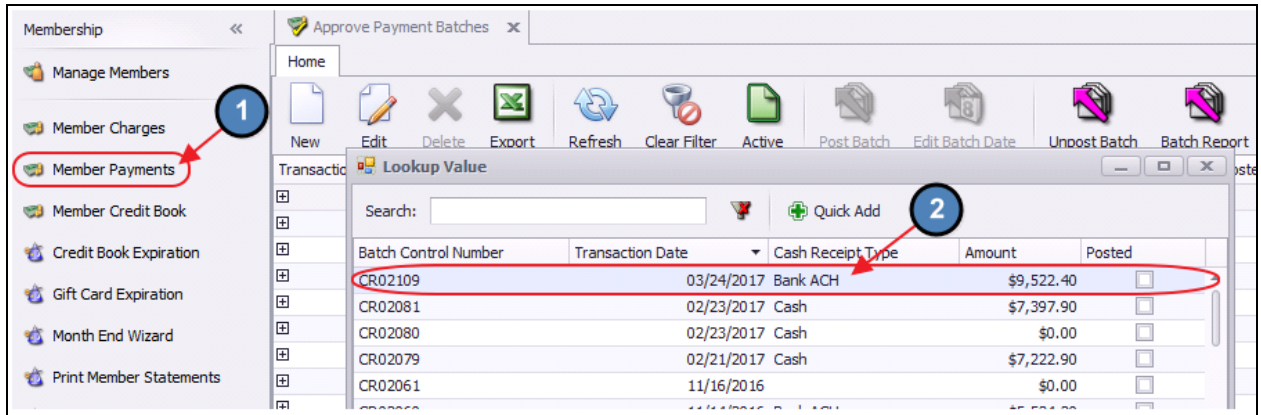 Membership «
Approve Payment Batches x
Home
Manage Members
1
Member Charges
New Edit Delete Export Refresh Clear Filter Active Post Batch Edit Batch Date Unpost Batch Batch Report
8
Member Payments
Lookup Value
Member Credit Book
Search: Quick Add
2
Credit Book Expiration
Batch Control Number Transaction Date Cash Receipt Type Amount Posted
Gift Card Expiration
CR02109 03/24/2017 Bank ACH $9,522.40
CR02081 02/23/2017 Cash $7,397.90
Month End Wizard
CR02080 02/23/2017 Cash $0.00
CR02079 02/21/2017 Cash $7,222.90
Print Member Statements
CR02061 11/16/2016 $0.00